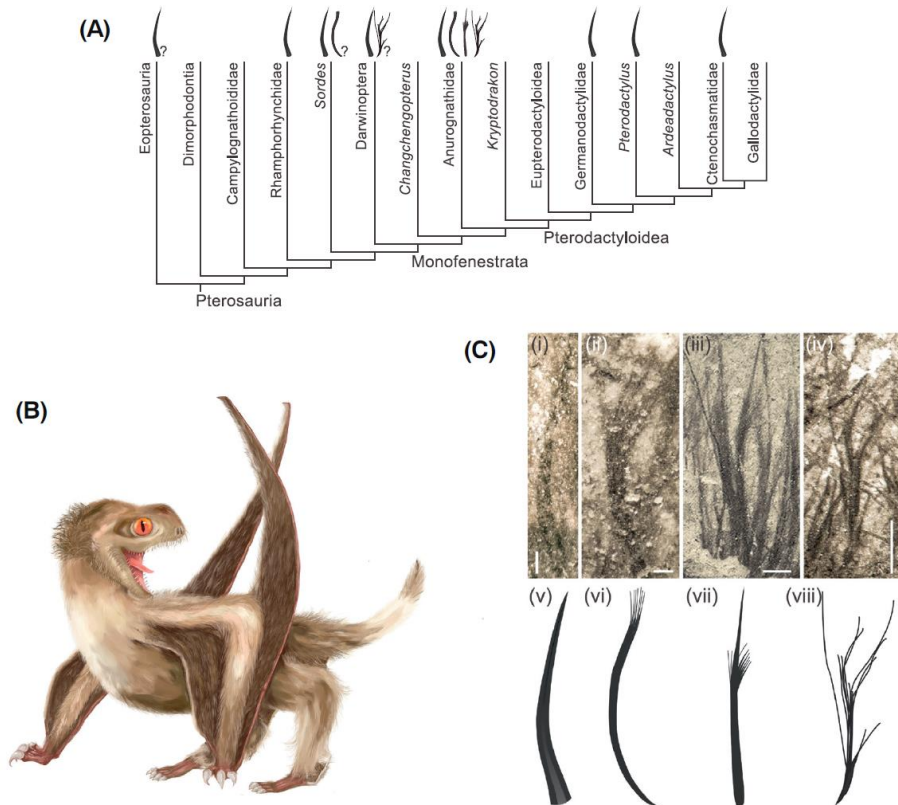 (A)
? ? ?
Eopterosauria
Dimorphodontia
Campylognathoididae
Rhamphorhynchidae
Sordes
Darwinoptera
Changchengopterus
Anurognathidae
Kryptodrakon
Eupterodactyloidea
Germanodactylidae
Pterodactylus
Ardeadactylus
Ctenochasmatidae
Gallodactylidae
Pterodactyloidea
Monofenestrata
Pterosauria
(B)
(C)
(i) (ii) (iii) (iv)
(v) (vi) (vii) (viii)